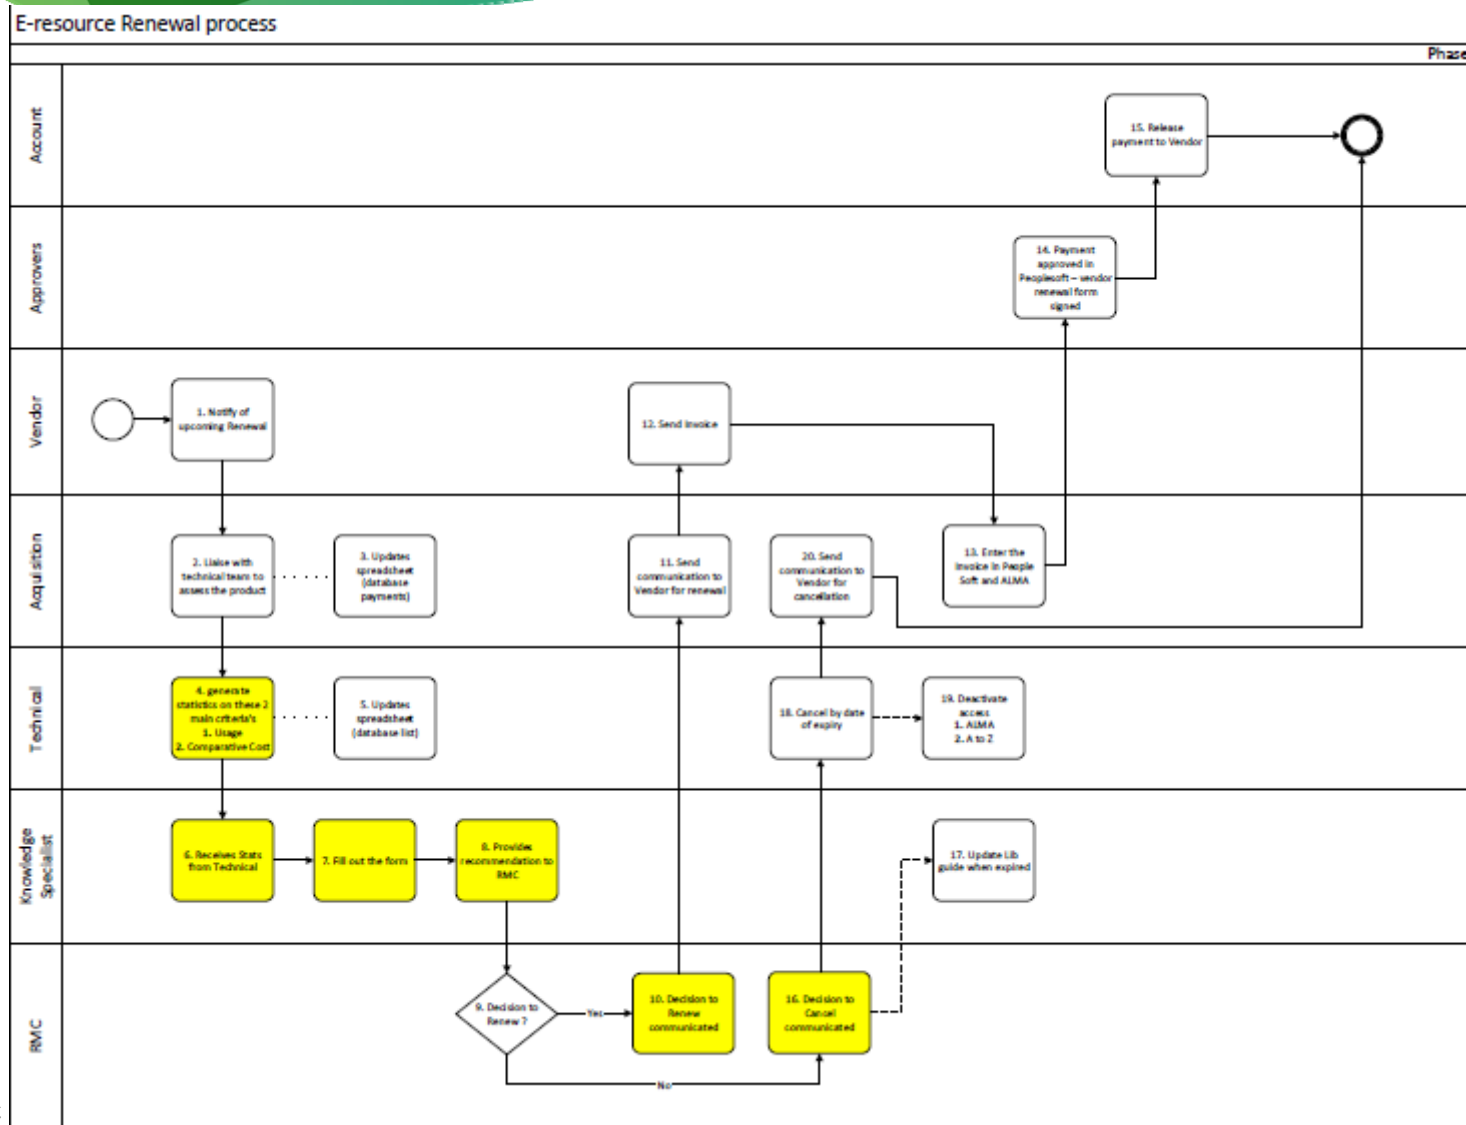 E-resource Renewal process
Phase
Account
15. Release
payment to Vendor
Approvers
14. Payment
approved in
Peoplesoft – vendor
renewal form
signed
Vendor
1. Notify of
upcoming Renewal
12. Send Invoice
Acquisition
2. Liaise with
technical team to
assess the product
3. Updates
spreadsheet
(database
payments)
11. Send
communication to
Vendor for renewal
20. Send
communication to
Vendor for
cancellation
13. Enter the
Invoice in People
Soft and ALMA
Technical
4. generate
statistics on these 2
main criteria's
1. Usage
2. Comparative Cost
5. Updates
spreadsheet
(database list)
18. Cancel by date
of expiry
19. Deactivate
access
1. ALMA
2. A to Z
Knowledge
Specialist
6. Receives Stats
from Technical
7. Fill out the form
8. Provides
recommendation to
RMC
17. Update Lib
guide when expired
RMC
9. Decision to
Renew ?
Yes
10. Decision to
Renew
communicated
16. Decision to
Cancel
communicated
No